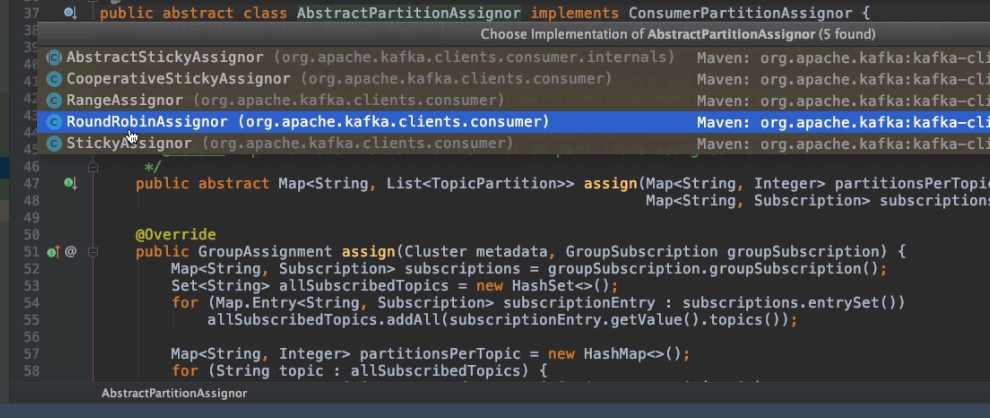 37 public abstract class AbstractPartitionAssignor implements ConsumerPartitionAssignor {
Choose Implementation of AbstractPartitionAssignor (5 found)
AbstractStickyAssignor (org.apache.kafka.clients.consumer.internals) Maven: org.apache.kafka:kafka-cli
CooperativeStickyAssignor (org.apache.kafka.clients.consumer) Maven: org.apache.kafka:kafka-cli
RangeAssignor (org.apache.kafka.clients.consumer) Maven: org.apache.kafka:kafka-cli
RoundRobinAssignor (org.apache.kafka.clients.consumer) Maven: org.apache.kafka:kafka-cli
StickyAssignor (org.apache.kafka.clients.consumer) Maven: org.apache.kafka:kafka-cli
46 */
47 public abstract Map<String, List<TopicPartition>> assign(Map<String, Integer> partitionsPerTopic
48 Map<String, Subscription> subscriptions
49
50 @Override
51 @ public GroupAssignment assign(Cluster metadata, GroupSubscription groupSubscription) {
52 Map<String, Subscription> subscriptions = groupSubscription.groupSubscription();
53 Set<String> allSubscribedTopics = new HashSet<>();
54 for (Map.Entry<String, Subscription> subscriptionEntry : subscriptions.entrySet())
55 allSubscribedTopics.addAll(subscriptionEntry.getValue().topics());
56
57 Map<String, Integer> partitionsPerTopic = new HashMap<>();
58 for (String topic : allSubscribedTopics) {
AbstractPartitionAssignor